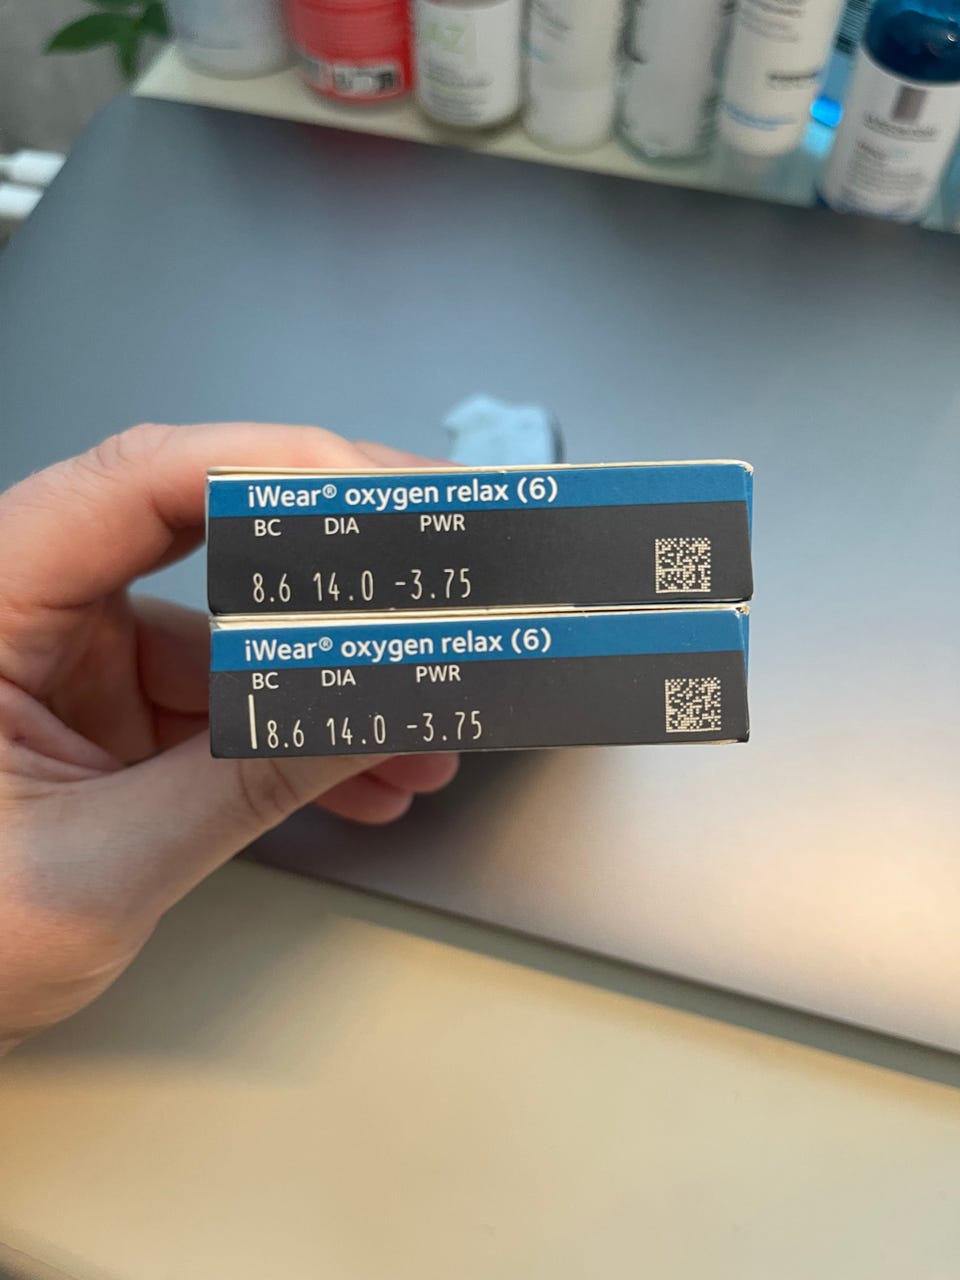 iWear® oxygen relax (6)
BC DIA PWR
8.6 14.0 -3.75
iWear® oxygen relax (6)
BC DIA PWR
8.6 14.0 -3.75